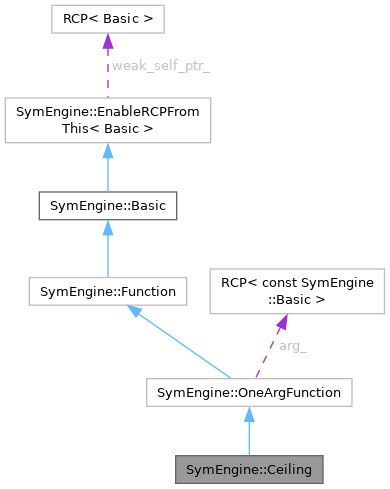 RCP< Basic >
weak_self_ptr_
SymEngine::EnableRCPFrom
This< Basic >
SymEngine::Basic
SymEngine::Function
RCP< const SymEngine
::Basic >
arg_
SymEngine::OneArgFunction
SymEngine::Ceiling